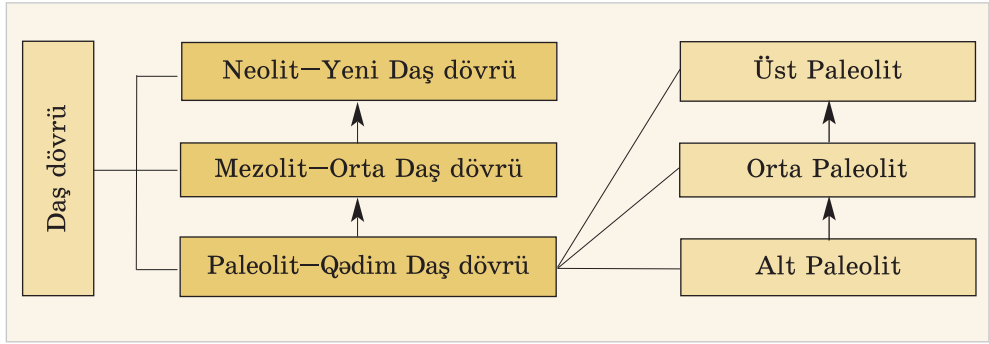 Daş dövrü
Neolit—Yeni Daş dövrü
Mezolit—Orta Daş dövrü
Paleolit—Qədim Daş dövrü
Üst Paleolit
Orta Paleolit
Alt Paleolit